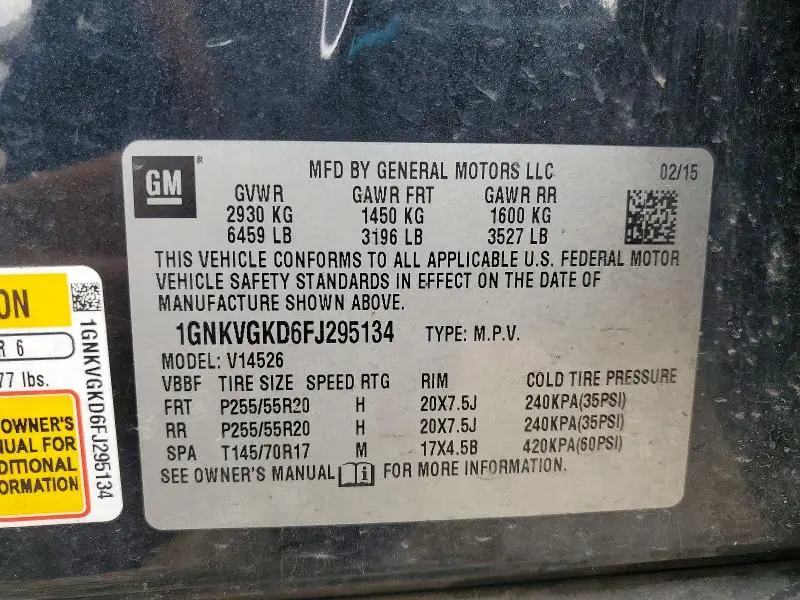 GM
MFD BY GENERAL MOTORS LLC 02/15
GVWR GAWR FRT GAWR RR
2930 KG 1450 KG 1600 KG
6459 LB 3196 LB 3527 LB
THIS VEHICLE CONFORMS TO ALL APPLICABLE U.S. FEDERAL MOTOR
VEHICLE SAFETY STANDARDS IN EFFECT ON THE DATE OF
MANUFACTURE SHOWN ABOVE.
1GNKVGKD6FJ295134 TYPE: M.P.V.
MODEL: V14526
VBBF TIRE SIZE SPEED RTG RIM COLD TIRE PRESSURE
FRT P255/55R20 H 20X7.5J 240KPA(35PSI)
RR P255/55R20 H 20X7.5J 240KPA(35PSI)
SPA T145/70R17 M 17X4.5B 420KPA(60PSI)
SEE OWNER'S MANUAL FOR MORE INFORMATION.
ON
R 6
77 lbs.
OWNER'S
NUAL FOR
DITIONAL
ORMATION
1GNKVGKD6FJ295134